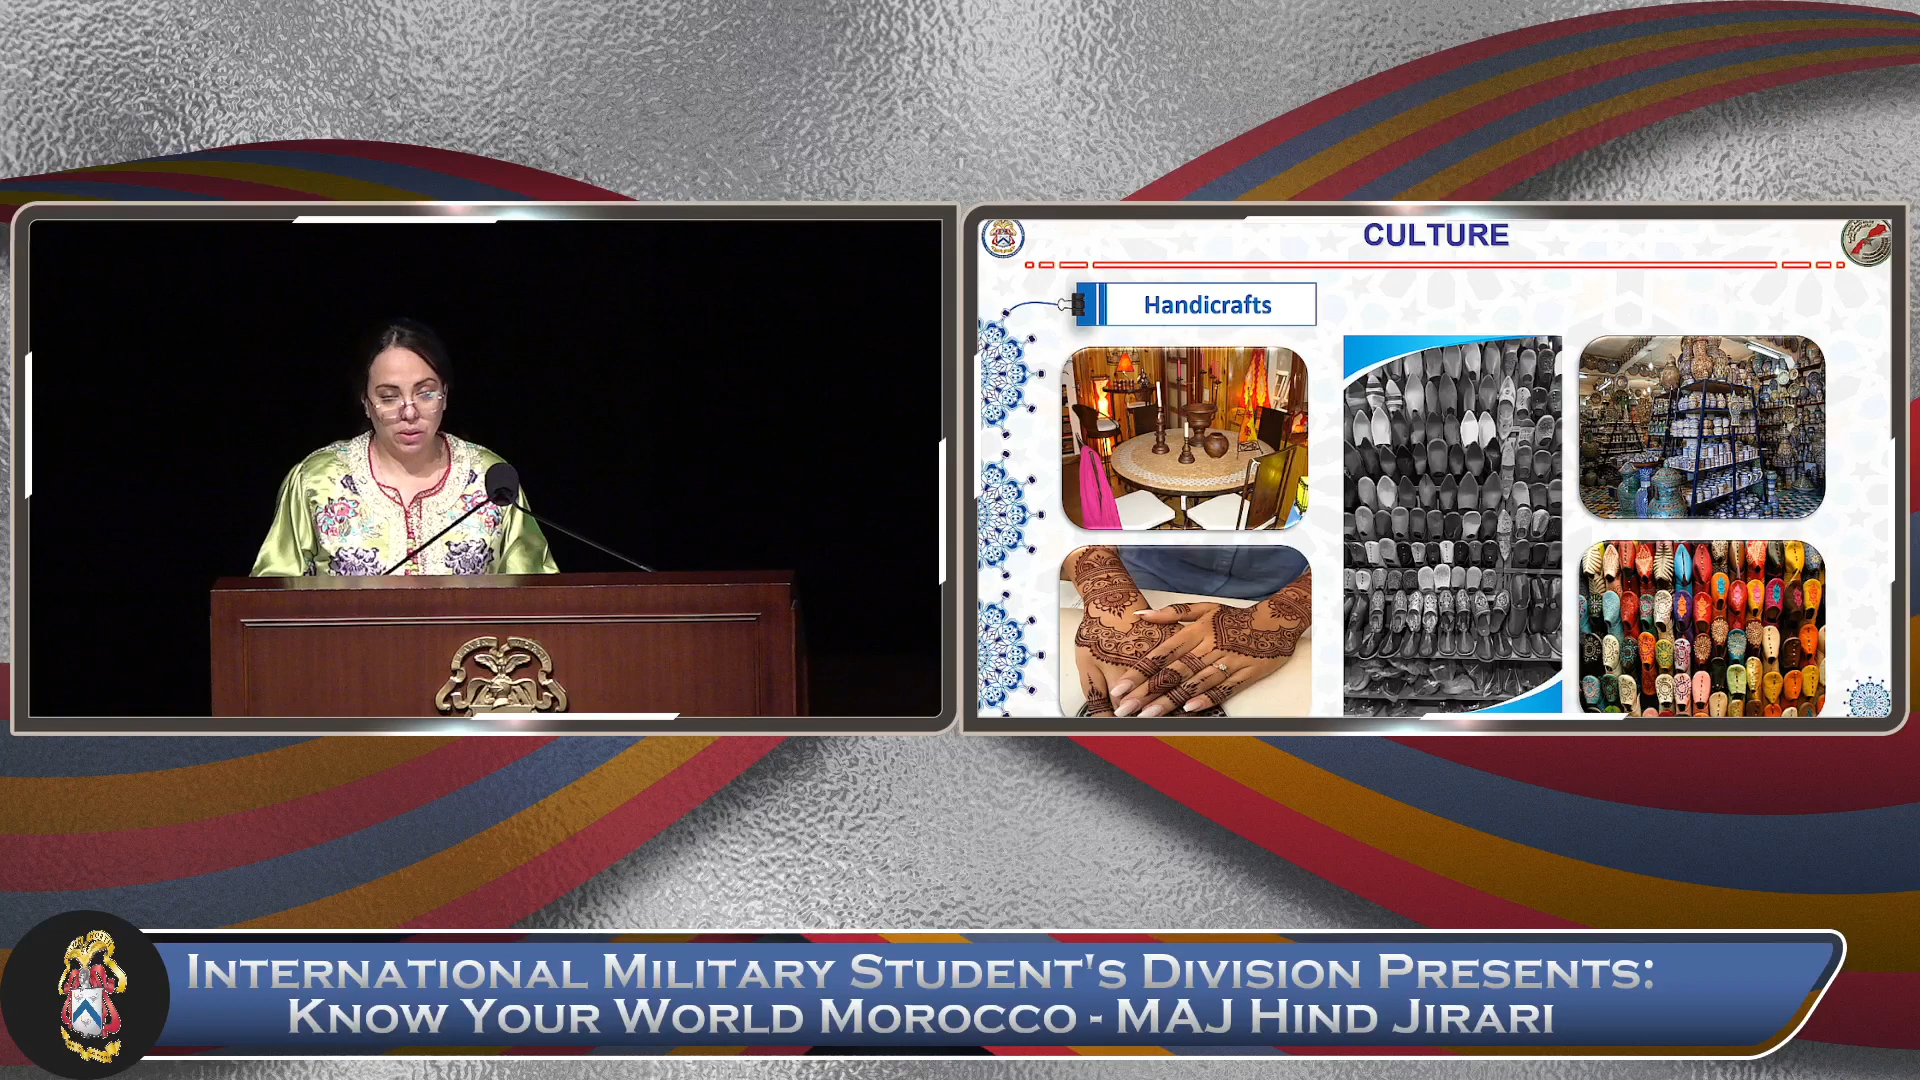 CULTURE
Handicrafts
INTERNATIONAL MILITARY STUDENT'S DIVISION PRESENTS:
KNOW YOUR WORLD MOROCCO - MAJ HIND JIRARI